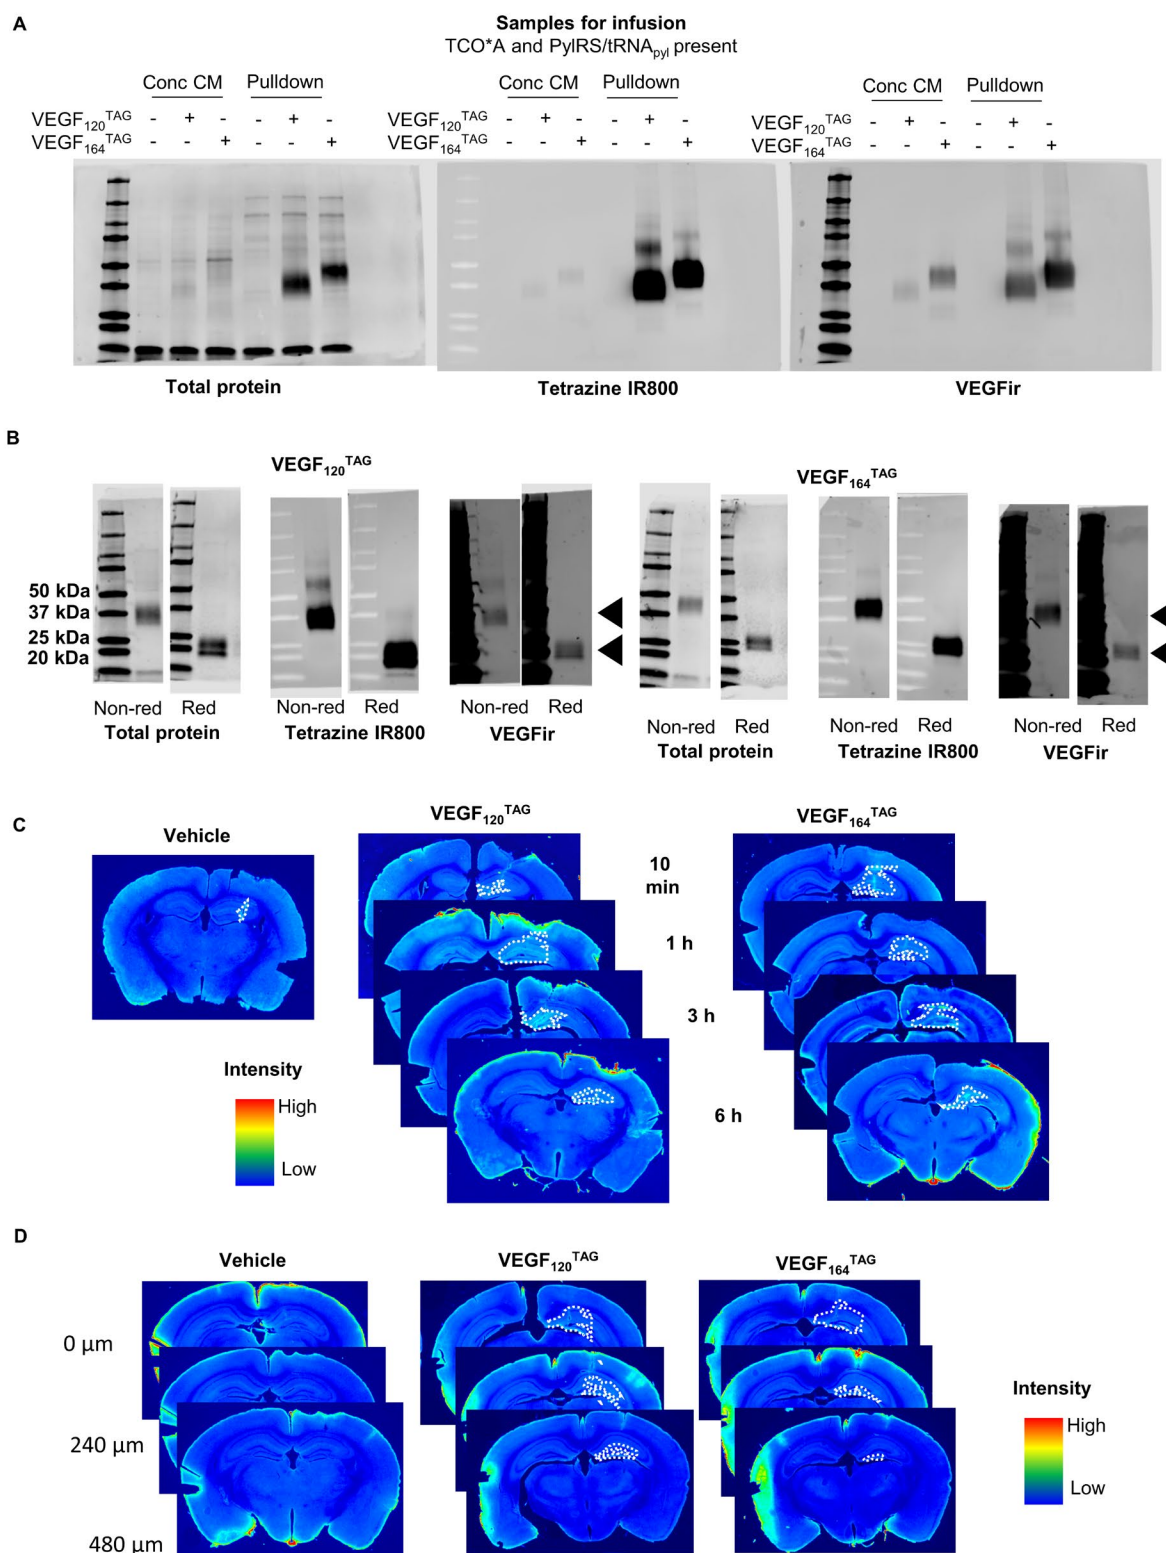 A
Samples for infusion
TCO*A and PylRS/tRNApyl present
Conc CM Pulldown Conc CM Pulldown Conc CM Pulldown
VEGF120TAG - + - - + - VEGF120TAG - + - - + - VEGF120TAG - + - - + -
VEGF164TAG - - + - - + VEGF164TAG - - + - - + VEGF164TAG - - + - - +
Total protein Tetrazine IR800 VEGFir
B
VEGF120TAG VEGF164TAG
50 kDa
37 kDa
25 kDa
20 kDa
Non-red Red Non-red Red Non-red Red Non-red Red Non-red Red Non-red Red
Total protein Tetrazine IR800 VEGFir Total protein Tetrazine IR800 VEGFir
C
Vehicle VEGF120TAG VEGF164TAG
10
min
1 h
3 h
6 h
Intensity
High
Low
D
Vehicle VEGF120TAG VEGF164TAG
0 µm
240 µm
480 µm
Intensity
High
Low